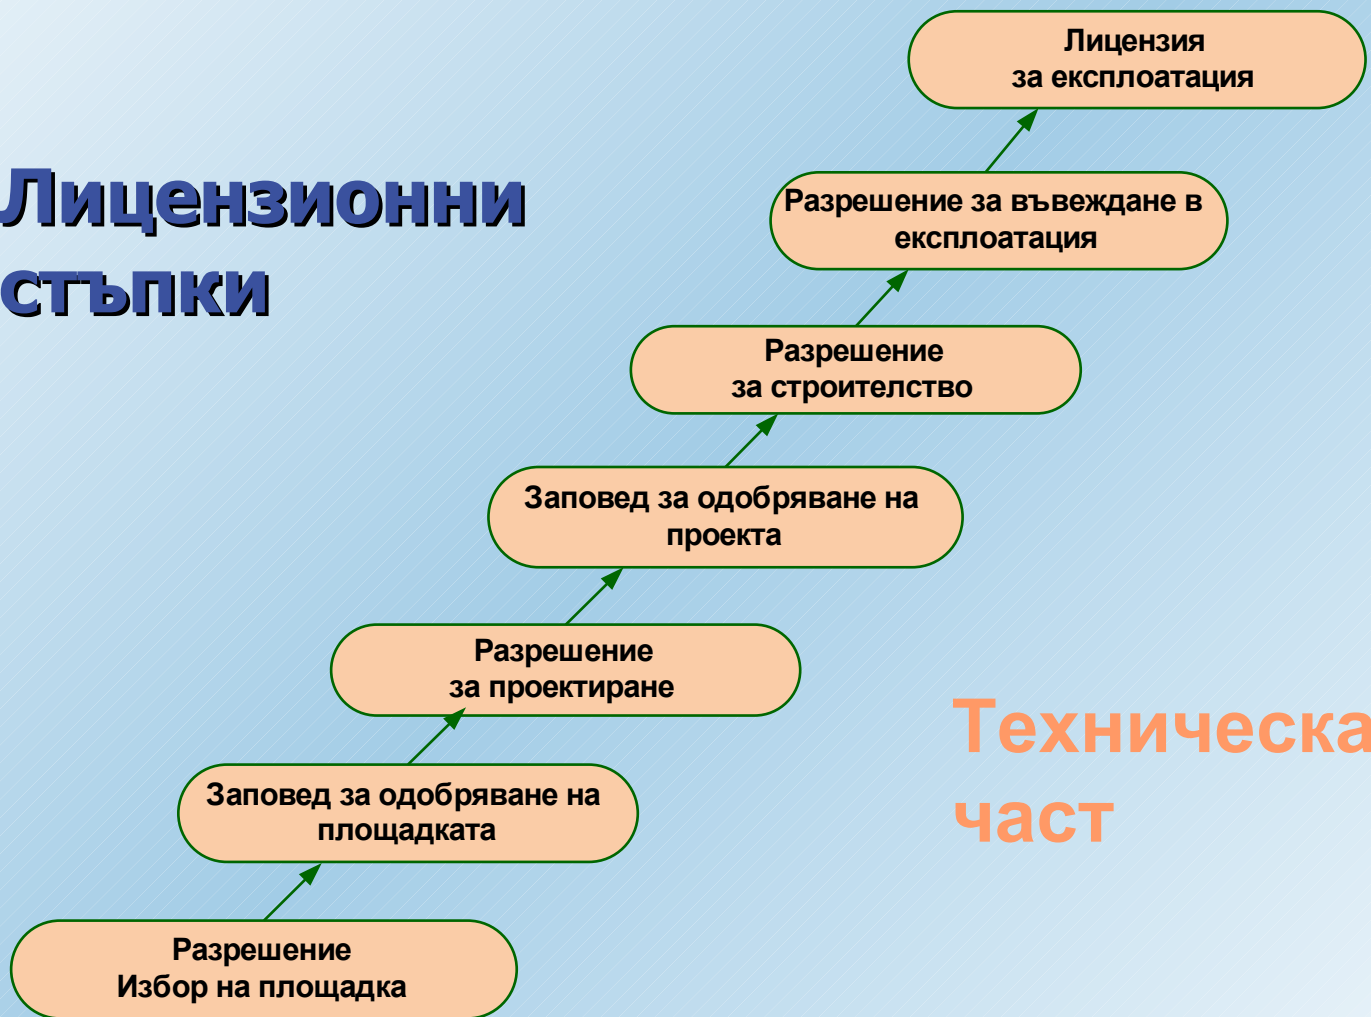 Лицензия
за експлоатация
Лицензионни
стъпки
Разрешение за въвеждане в
експлоатация
Разрешение
за строителство
Заповед за одобряване на
проекта
Разрешение
за проектиране
Техническа
част
Заповед за одобряване на
площадката
Разрешение
Избор на площадка